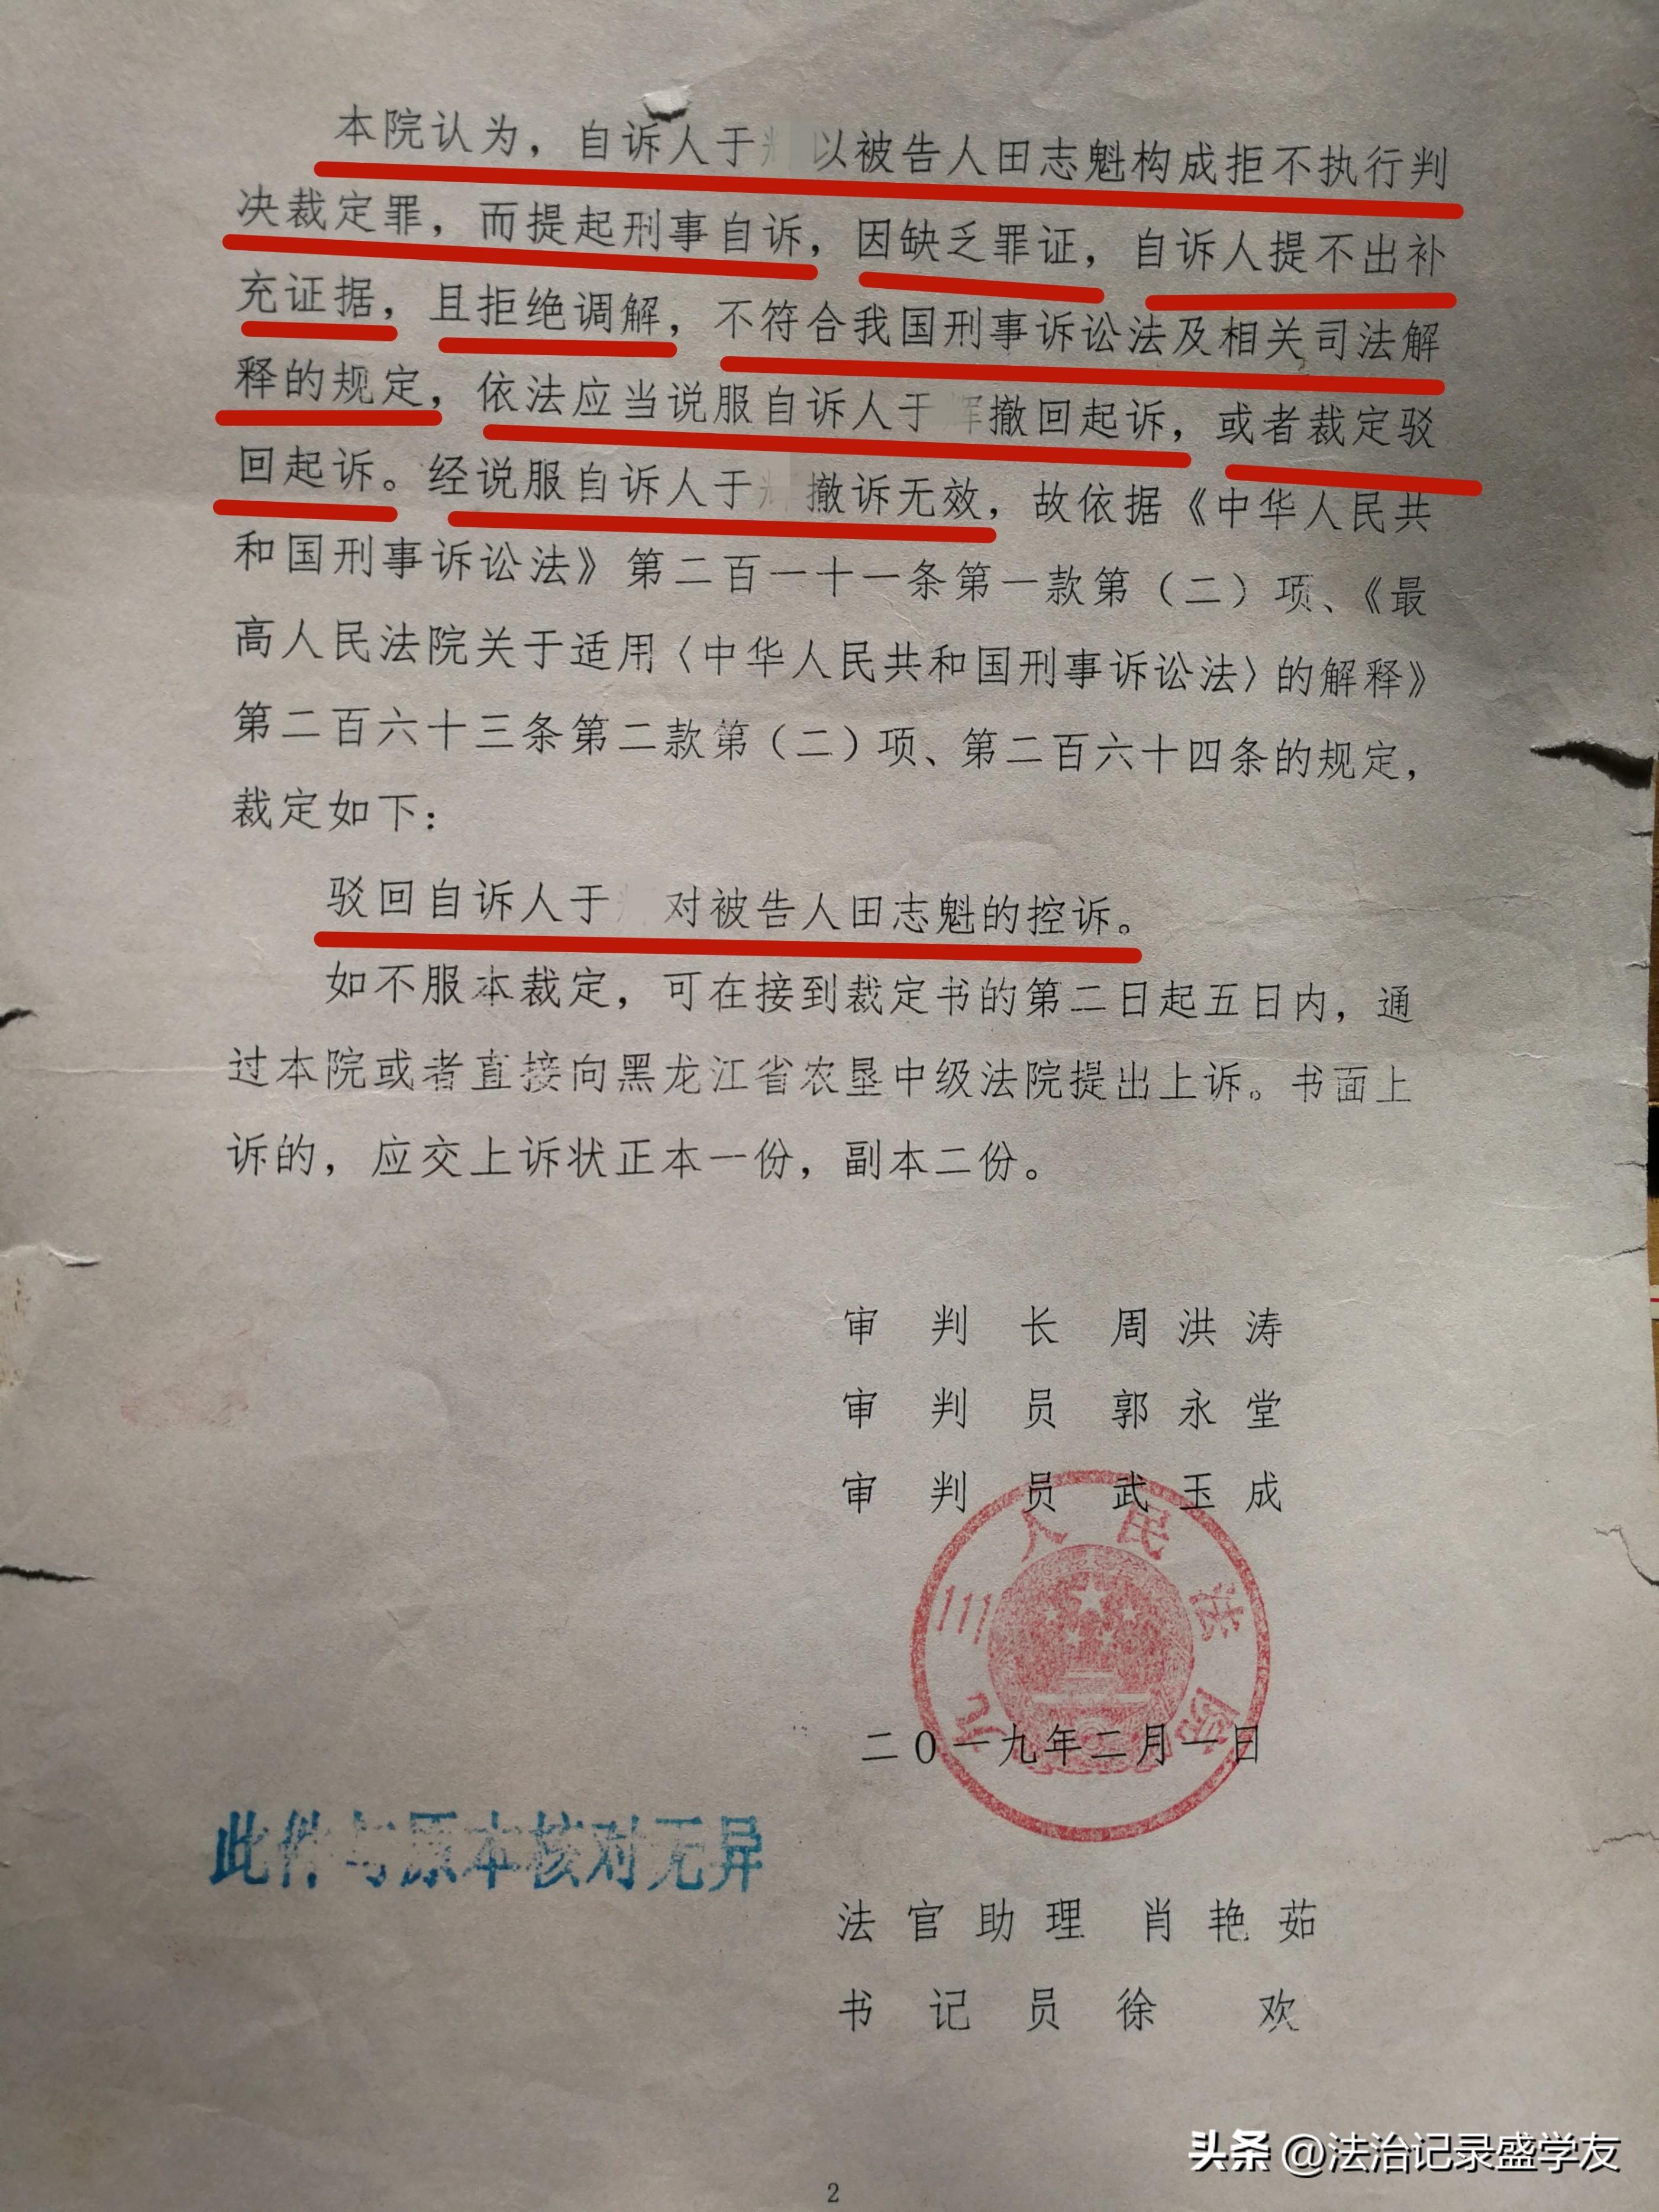 本院认为，自诉人于 以被告人田志魁构成拒不执行判
决裁定罪，而提起刑事自诉，因缺乏罪证，自诉人提不出补
充证据，且拒绝调解，不符合我国刑事诉讼法及相关司法解
释的规定，依法应当说服自诉人于 辉撤回起诉，或者裁定驳
回起诉。经说服自诉人于 撤诉无效，故依据《中华人民共
和国刑事诉讼法》第二百一十一条第一款第（二）项、《最
高人民法院关于适用〈中华人民共和国刑事诉讼法〉的解释》
第二百六十三条第二款第（二）项、第二百六十四条的规定，
裁定如下：
驳回自诉人于 对被告人田志魁的控诉。
如不服本裁定，可在接到裁定书的第二日起五日内，通
过本院或者直接向黑龙江省农垦中级法院提出上诉。书面上
诉的，应交上诉状正本一份，副本二份。
审 判 长 周 洪 涛
审 判 员 郭 永 堂
审 判 员 武 玉 成
人民法院
二〇一九年二月一日
此件与原本核对无异
法 官 助 理 肖 艳 茹
书 记 员 徐 欢
头条 @法治记录盛学友
2